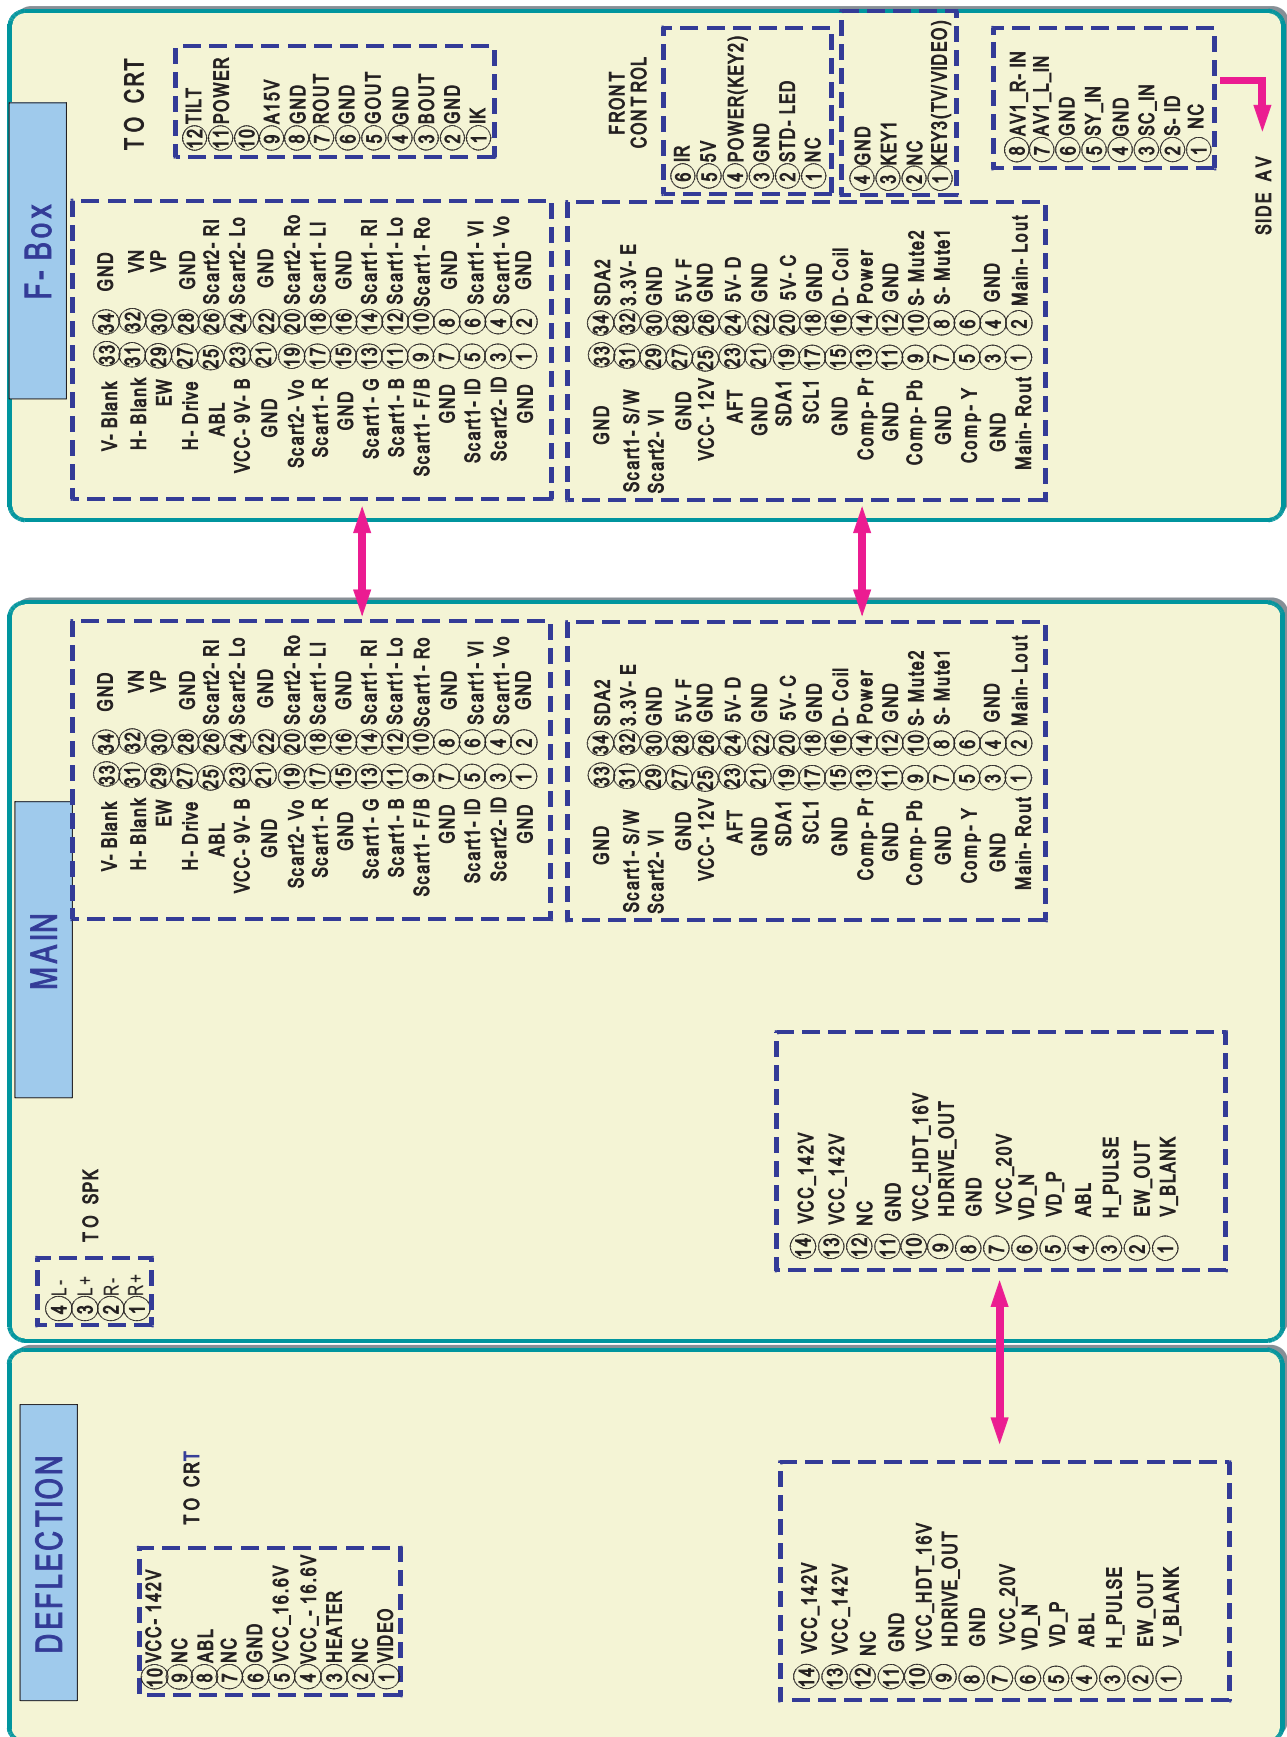 F- Box
TO CRT
12 TILT
11 POWER
10
9 A15V
8 GND
7 ROUT
6 GND
5 GOUT
4 GND
3 BOUT
2 GND
1 IK
FRONT
CONTROL
6 IR
5 5V
4 POWER(KEY2)
3 GND
2 STD- LED
1 NC
4 GND
3 KEY1
2 NC
1 KEY3(TV/VIDEO)
8 AV1_R- IN
7 AV1_L_IN
6 GND
5 SY_IN
4 GND
3 SC_IN
2 S- ID
1 NC
SIDE AV
V- Blank 33 34 GND
H- Blank 31 32 VN
EW 29 30 VP
H- Drive 27 28 GND
ABL 25 26 Scart2- RI
VCC- 9V- B 23 24 Scart2- Lo
GND 21 22 GND
Scart2- Vo 19 20 Scart2- Ro
Scart1- R 17 18 Scart1- LI
GND 15 16 GND
Scart1- G 13 14 Scart1- RI
Scart1- B 11 12 Scart1- Lo
Scart1- F/B 9 10 Scart1- Ro
GND 7 8 GND
Scart1- ID 5 6 Scart1- VI
Scart2- ID 3 4 Scart1- Vo
GND 1 2 GND
GND 33 34 SDA2
Scart1- S/W 31 32 3.3V- E
Scart2- VI 29 30 GND
GND 27 28 5V- F
VCC- 12V 25 26 GND
AFT 23 24 5V- D
GND 21 22 GND
SDA1 19 20 5V- C
SCL1 17 18 GND
GND 15 16 D- Coil
Comp- Pr 13 14 Power
GND 11 12 GND
Comp- Pb 9 10 S- Mute2
GND 7 8 S- Mute1
Comp- Y 5 6
GND 3 4 GND
Main- Rout 1 2 Main- Lout
MAIN
V- Blank 33 34 GND
H- Blank 31 32 VN
EW 29 30 VP
H- Drive 27 28 GND
ABL 25 26 Scart2- RI
VCC- 9V- B 23 24 Scart2- Lo
GND 21 22 GND
Scart2- Vo 19 20 Scart2- Ro
Scart1- R 17 18 Scart1- LI
GND 15 16 GND
Scart1- G 13 14 Scart1- RI
Scart1- B 11 12 Scart1- Lo
Scart1- F/B 9 10 Scart1- Ro
GND 7 8 GND
Scart1- ID 5 6 Scart1- VI
Scart2- ID 3 4 Scart1- Vo
GND 1 2 GND
GND 33 34 SDA2
Scart1- S/W 31 32 3.3V- E
Scart2- VI 29 30 GND
GND 27 28 5V- F
VCC- 12V 25 26 GND
AFT 23 24 5V- D
GND 21 22 GND
SDA1 19 20 5V- C
SCL1 17 18 GND
GND 15 16 D- Coil
Comp- Pr 13 14 Power
GND 11 12 GND
Comp- Pb 9 10 S- Mute2
GND 7 8 S- Mute1
Comp- Y 5 6
GND 3 4 GND
Main- Rout 1 2 Main- Lout
TO SPK
4 L-
3 L+
2 R-
1 R+
14 VCC_142V
13 VCC_142V
12 NC
11 GND
10 VCC_HDT_16V
9 HDRIVE_OUT
8 GND
7 VCC_20V
6 VD_N
5 VD_P
4 ABL
3 H_PULSE
2 EW_OUT
1 V_BLANK
DEFLECTION
TO CRT
10 VCC- 142V
9 NC
8 ABL
7 NC
6 GND
5 VCC_16.6V
4 VCC_- 16.6V
3 HEATER
2 NC
1 VIDEO
14 VCC_142V
13 VCC_142V
12 NC
11 GND
10 VCC_HDT_16V
9 HDRIVE_OUT
8 GND
7 VCC_20V
6 VD_N
5 VD_P
4 ABL
3 H_PULSE
2 EW_OUT
1 V_BLANK